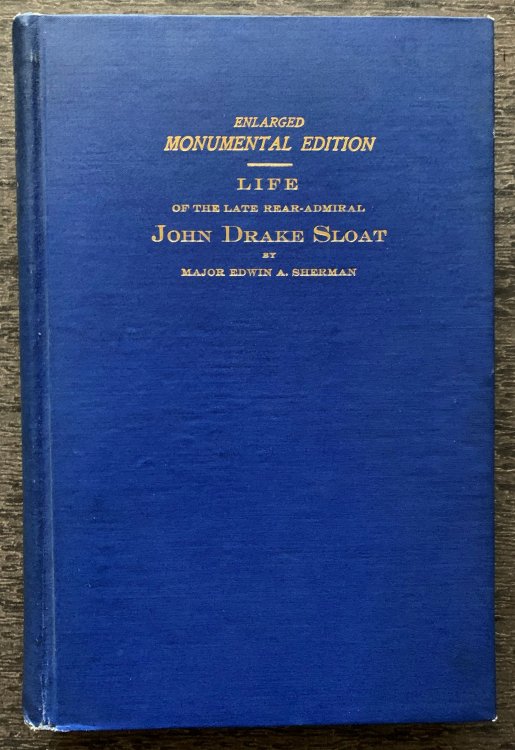 ENLARGED
MONUMENTAL EDITION
LIFE
OF THE LATE REAR-ADMIRAL
JOHN DRAKE SLOAT
BY
MAJOR EDWIN A. SHERMAN